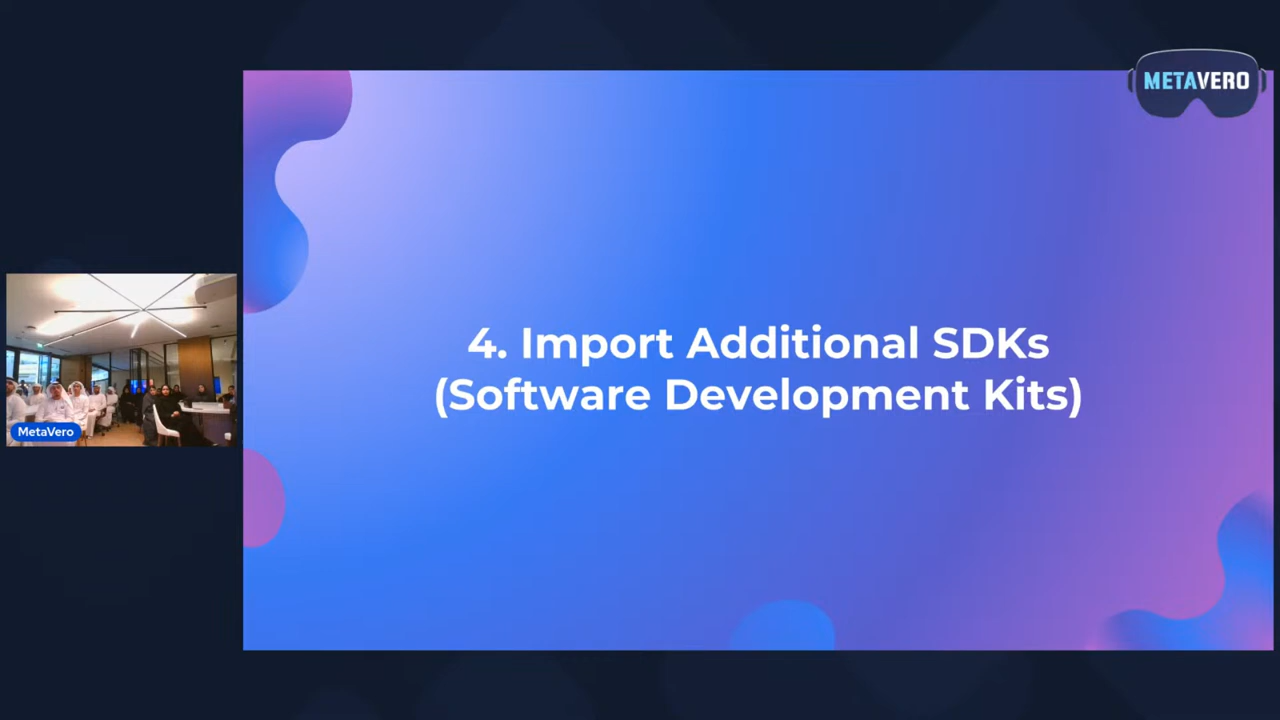 METAVERO
4. Import Additional SDKs
(Software Development Kits)
MetaVero